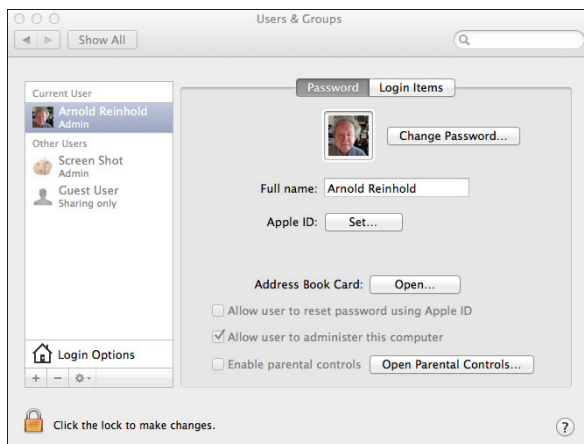 Users & Groups
Show All
Password
Login Items
Current User
Arnold Reinhold
Admin
Other Users
Screen Shot
Admin
Guest User
Sharing only
Login Options
Change Password...
Full name: Arnold Reinhold
Apple ID: Set...
Address Book Card: Open...
Allow user to reset password using Apple ID
Allow user to administer this computer
Enable parental controls Open Parental Controls...
Click the lock to make changes.
?